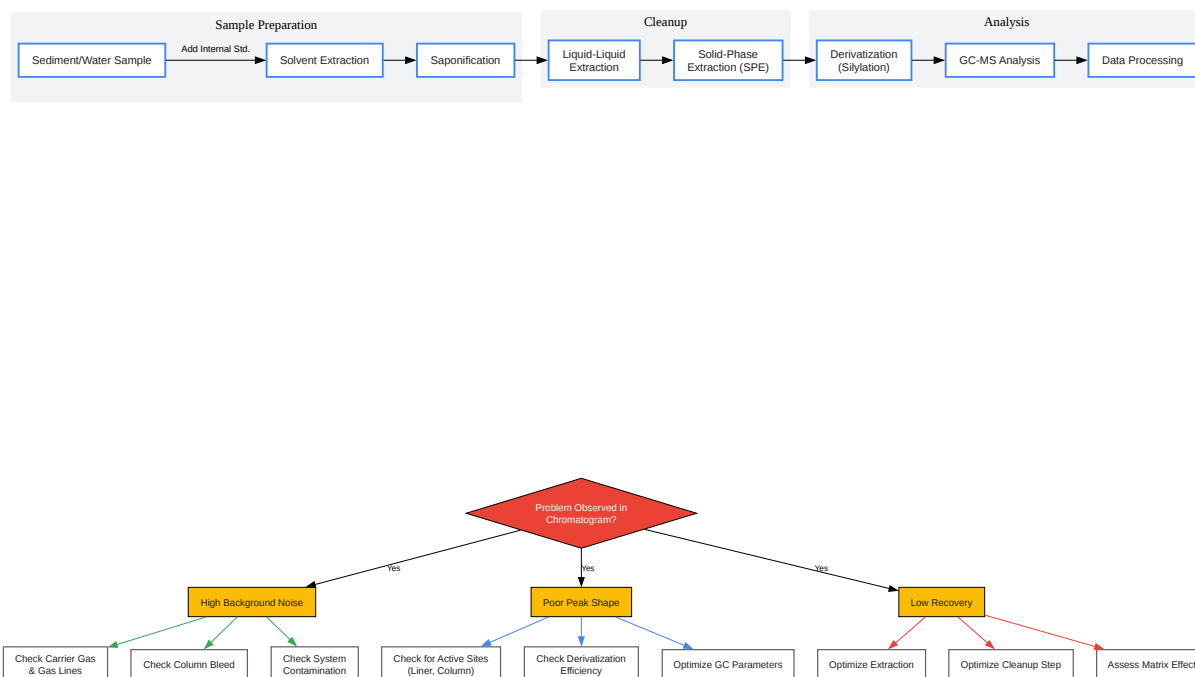 Sample Preparation
Cleanup
Analysis
Sediment/Water Sample
Add Internal Std.
Solvent Extraction
Saponification
Liquid-Liquid
Extraction
Solid-Phase
Extraction (SPE)
Derivatization
(Silylation)
GC-MS Analysis
Data Processing
Problem Observed in
Chromatogram?
Yes
Yes
Yes
High Background Noise
Poor Peak Shape
Low Recovery
Check Carrier Gas
& Gas Lines
Check Column Bleed
Check System
Contamination
Check for Active Sites
(Liner, Column)
Check Derivatization
Efficiency
Optimize GC Parameters
Optimize Extraction
Optimize Cleanup Step
Assess Matrix Effect